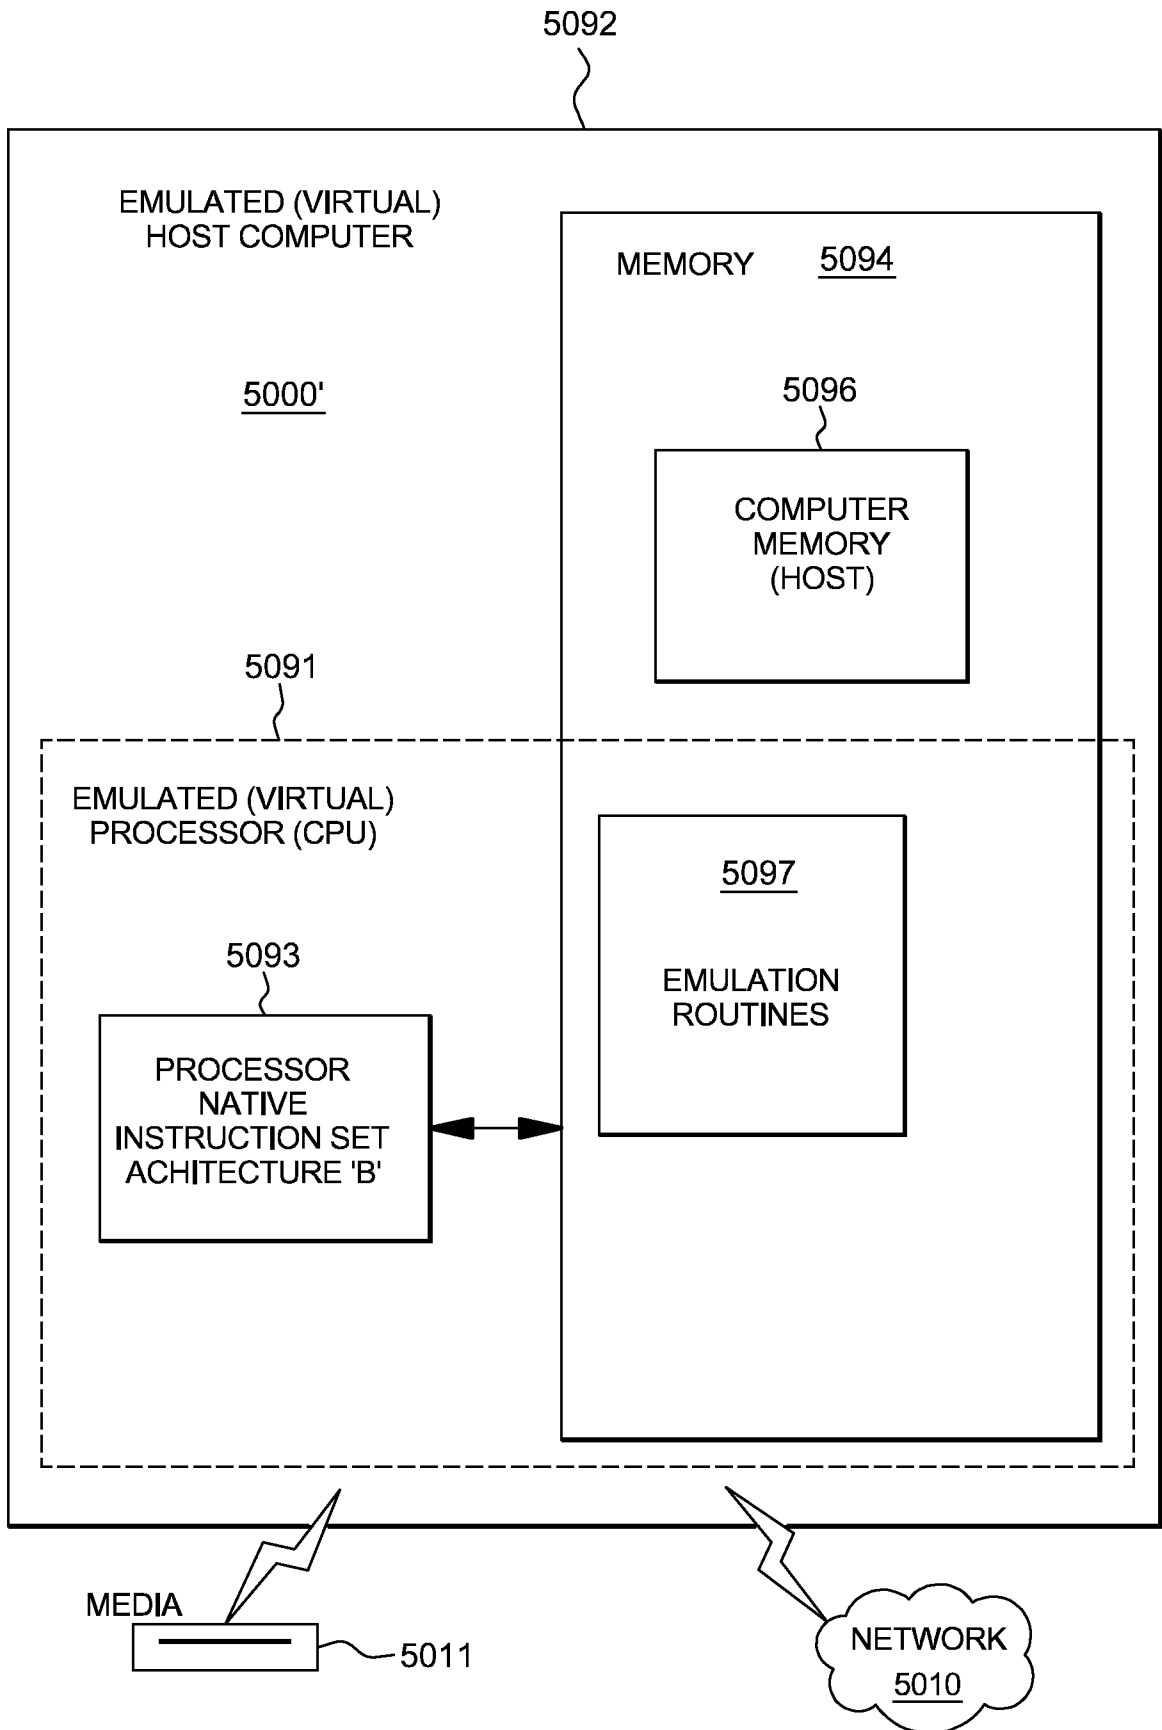 5092
EMULATED (VIRTUAL)
HOST COMPUTER
MEMORY 5094
5000'
5096
COMPUTER
MEMORY
(HOST)
5091
EMULATED (VIRTUAL)
PROCESSOR (CPU)
5097
EMULATION
ROUTINES
5093
PROCESSOR
NATIVE
INSTRUCTION SET
ACHITECTURE 'B'
MEDIA
5011
NETWORK
5010